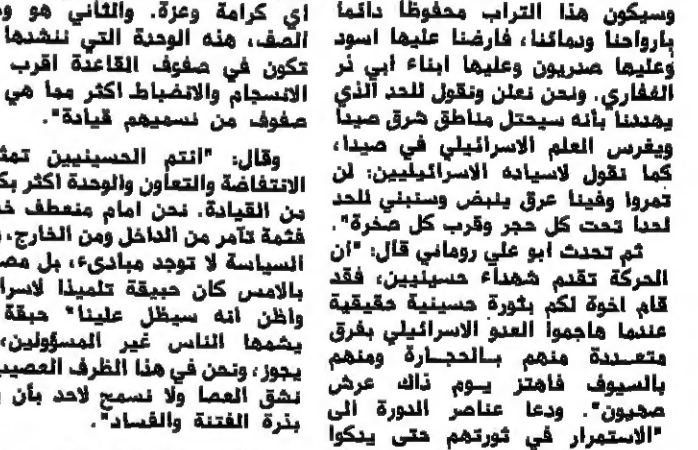 وسيكون هذا التراب محفوظا دائما
بارواحنا ودمائنا، فارضنا عليها اسود
وعليها صدريون وعليها ابناء ابي ذر
الغفاري. ونحن نعلن ونقول للحد الذي
يهددنا بأنه سيحتل مناطق شرق صيدا
ويغرس العلم الاسرائيلي في صيدا،
كما نقول لاسياده الاسرائيليين: لن
تمروا وفينا عرق ينبض وسنبني للحد
لحدا تحت كل حجر وقرب كل صخرة".
ثم تحدث ابو علي روماني قال: "ان
الحركة تقدم شهداء حسينيين، فقد
قام اخوة لكم بثورة حسينية حقيقية
عندما هاجموا العدو الاسرائيلي بفرق
متعددة منهم بالحجارة ومنهم
بالسيوف فاهتز يوم ذاك عرش
صهيون". ودعا عناصر الدورة الى
"الاستمرار في ثورتهم حتى يدكوا
اي كرامة وعزة. والثاني هو
الصف، هذه الوحدة التي ننشدها
تكون في صفوف القاعدة اقرب
الانسجام والانضباط اكثر مما هي
صفوف من نسميهم قيادة".
وقال: "انتم الحسينيين
الانتفاضة والتعاون والوحدة اكثر
من القيادة. نحن امام منعطف
فثمة تآمر من الداخل ومن الخارج.
السياسة لا توجد مبادىء، بل
بالامس كان حبيقة تلميذا
واظن انه سيظل علينا" حبقة
يشمها الناس غير المسؤولين،
يجوز، ونحن في هذا الظرف
نشق العصا ولا نسمح لاحد بأن
بذرة الفتنة والفساد".